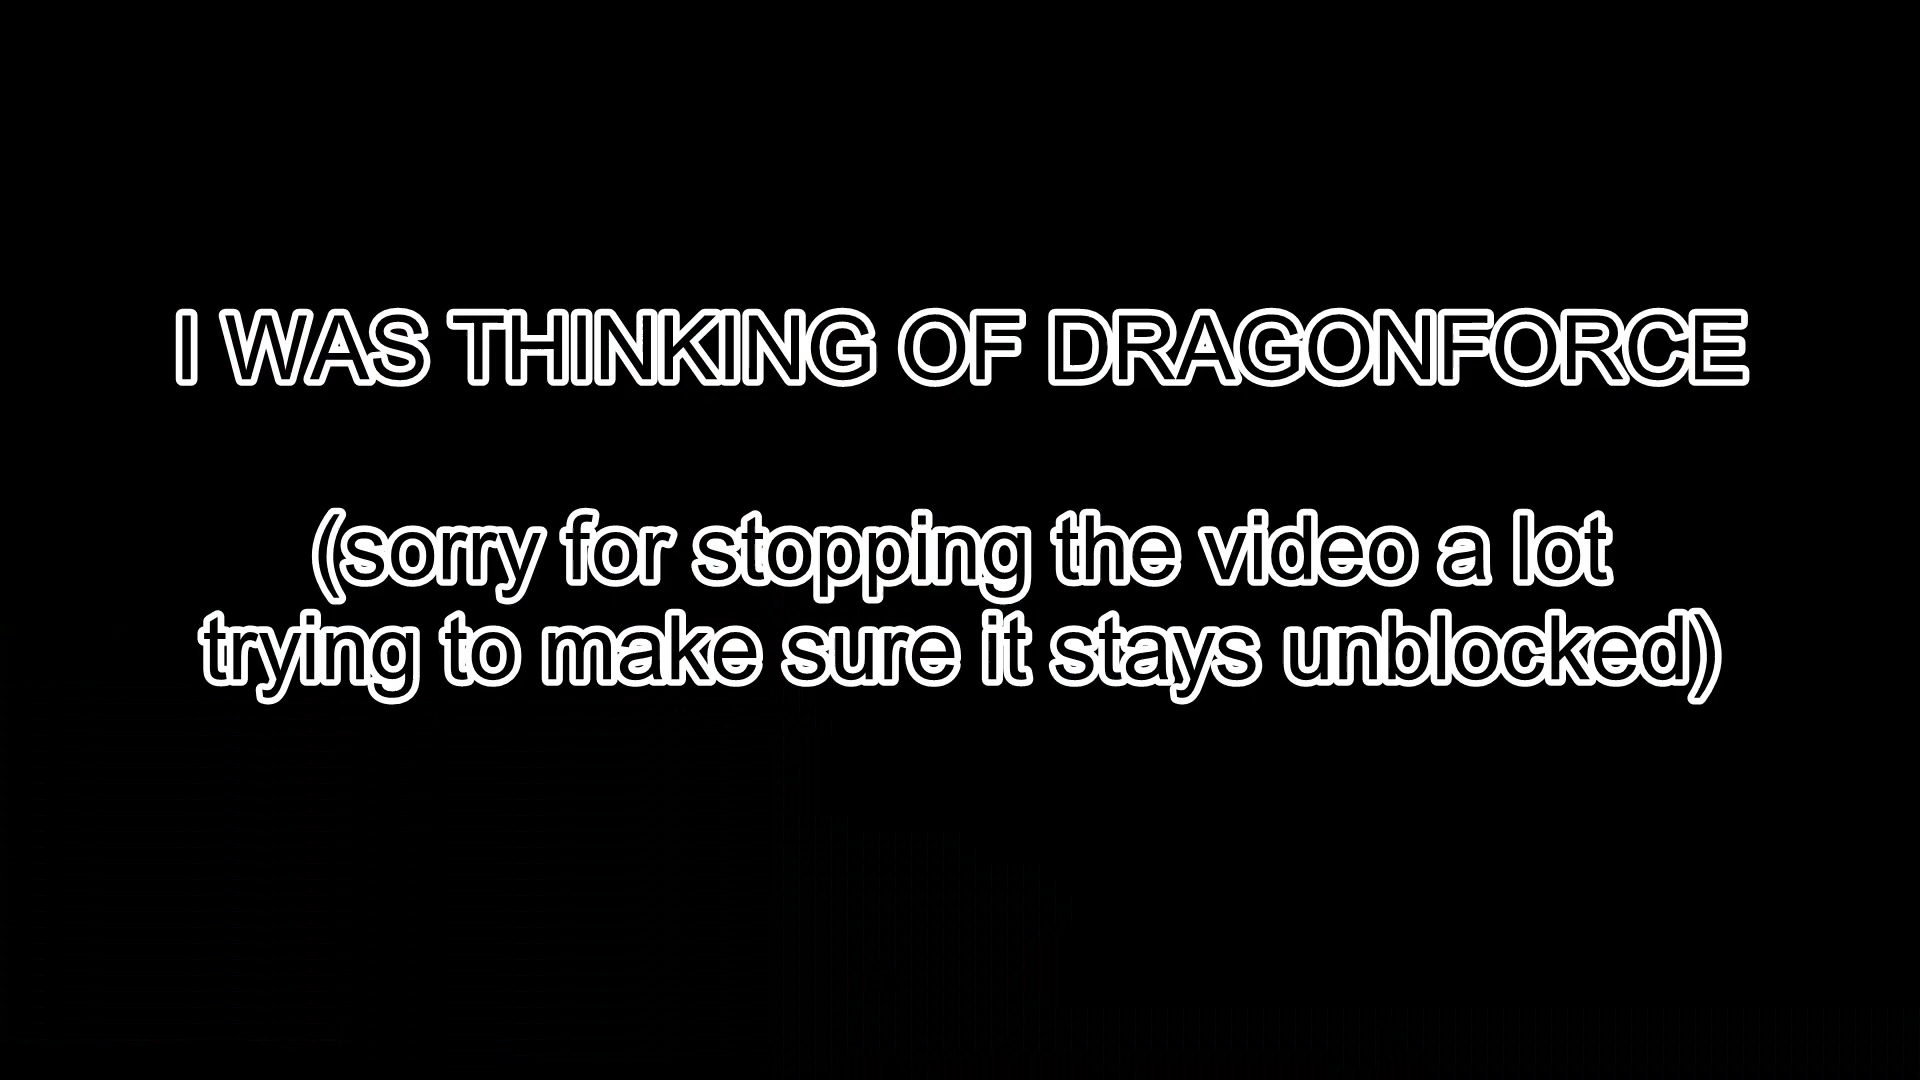 I WAS THINKING OF DRAGONFORCE
(sorry for stopping the video a lot
trying to make sure it stays unblocked)